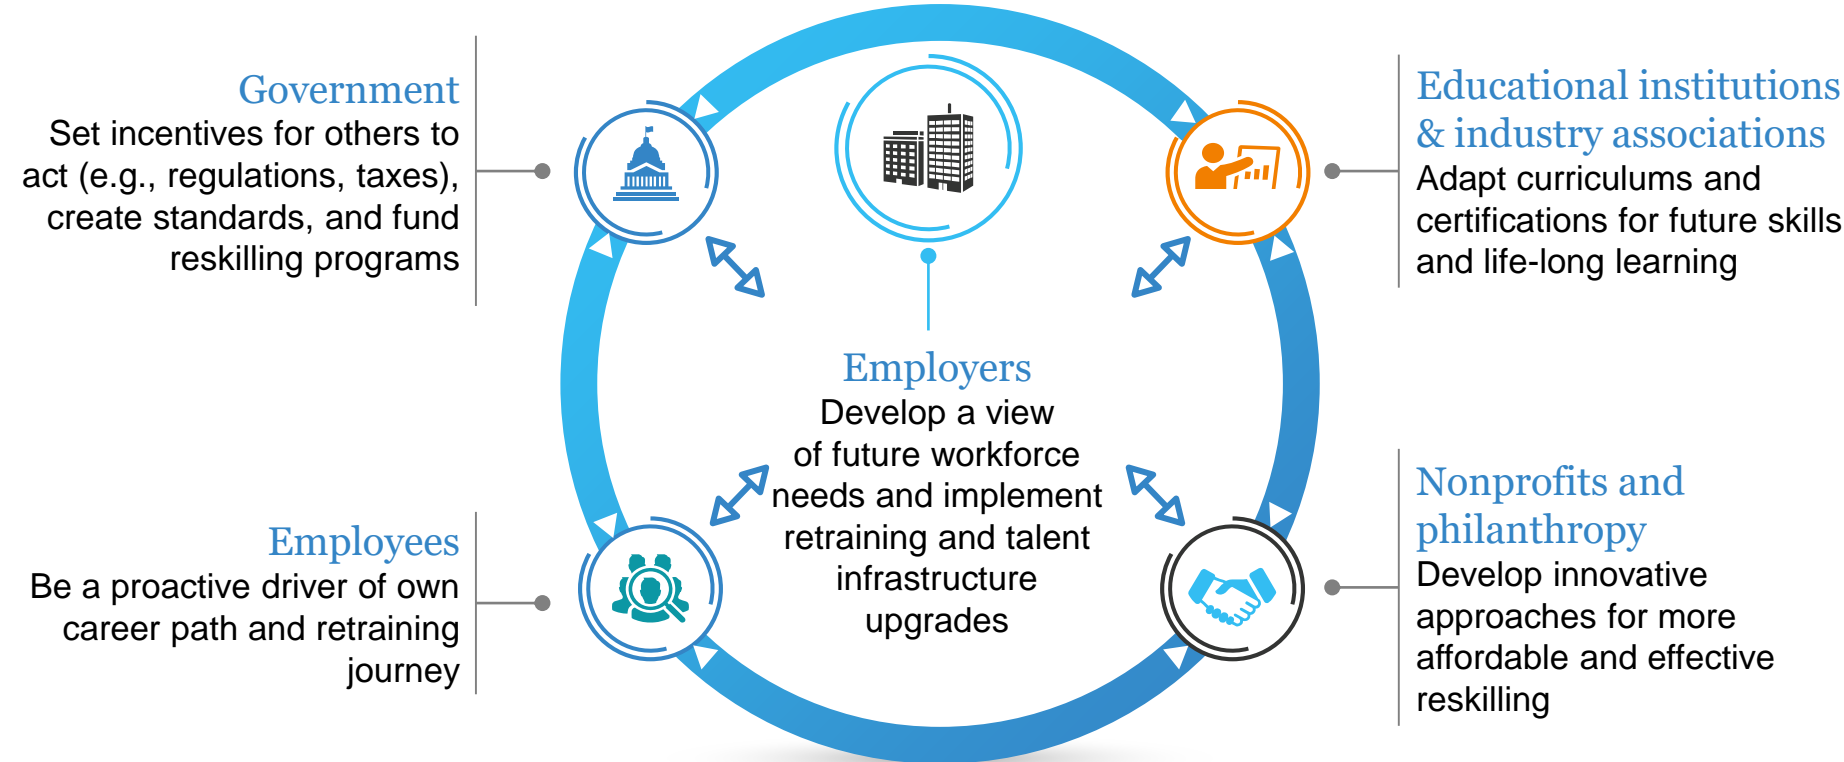 Government
Set incentives for others to
act (e.g., regulations, taxes),
create standards, and fund
reskilling programs
Educational institutions
& industry associations
Adapt curriculums and
certifications for future skills
and life-long learning
Employers
Develop a view
of future workforce
needs and implement
retraining and talent
infrastructure
upgrades
Employees
Be a proactive driver of own
career path and retraining
journey
Nonprofits and
philanthropy
Develop innovative
approaches for more
affordable and effective
reskilling